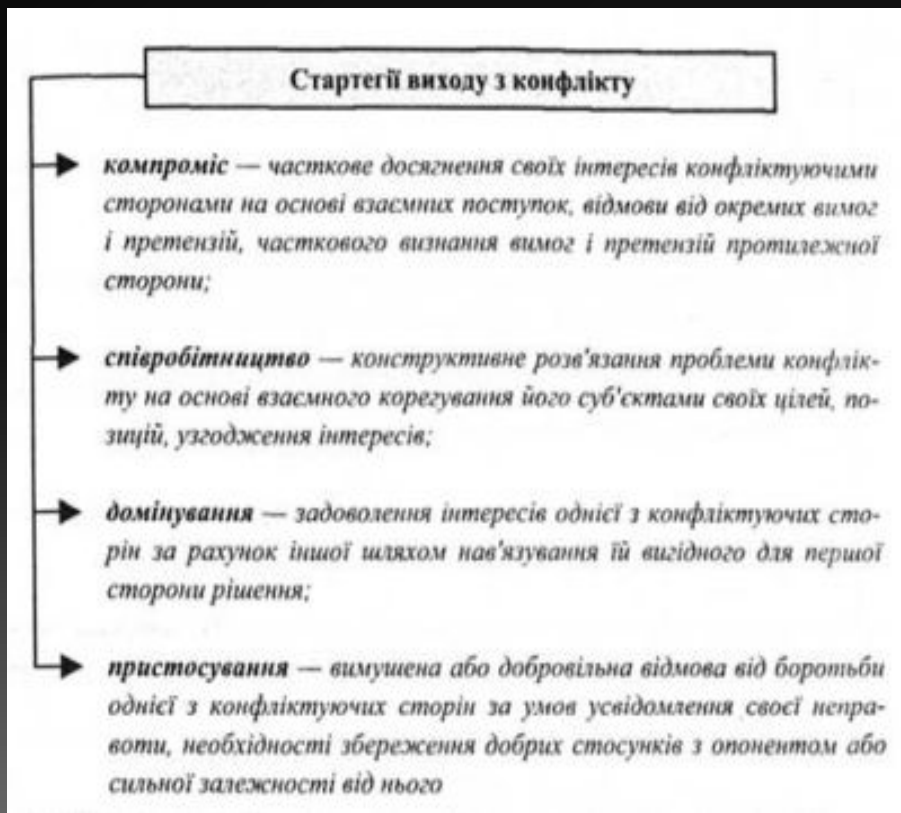 Стартегії виходу з конфлікту
компроміс — часткове досягнення своїх інтересів конфліктуючими
сторонами на основі взаємних поступок, відмови від окремих вимог
і претензій, часткового визнання вимог і претензій протилежної
сторони;
співробітництво — конструктивне розв'язання проблеми конфлік-
ту на основі взаємного корегування його суб'єктами своїх цілей, по-
зицій, узгодження інтересів;
домінування — задоволення інтересів однієї з конфліктуючих сто-
рін за рахунок іншої шляхом нав'язування їй вигідного для першої
сторони рішення;
пристосування — вимушена або добровільна відмова від боротьби
однієї з конфліктуючих сторін за умов усвідомлення своєї непра-
воти, необхідності збереження добрих стосунків з опонентом або
сильної залежності від нього